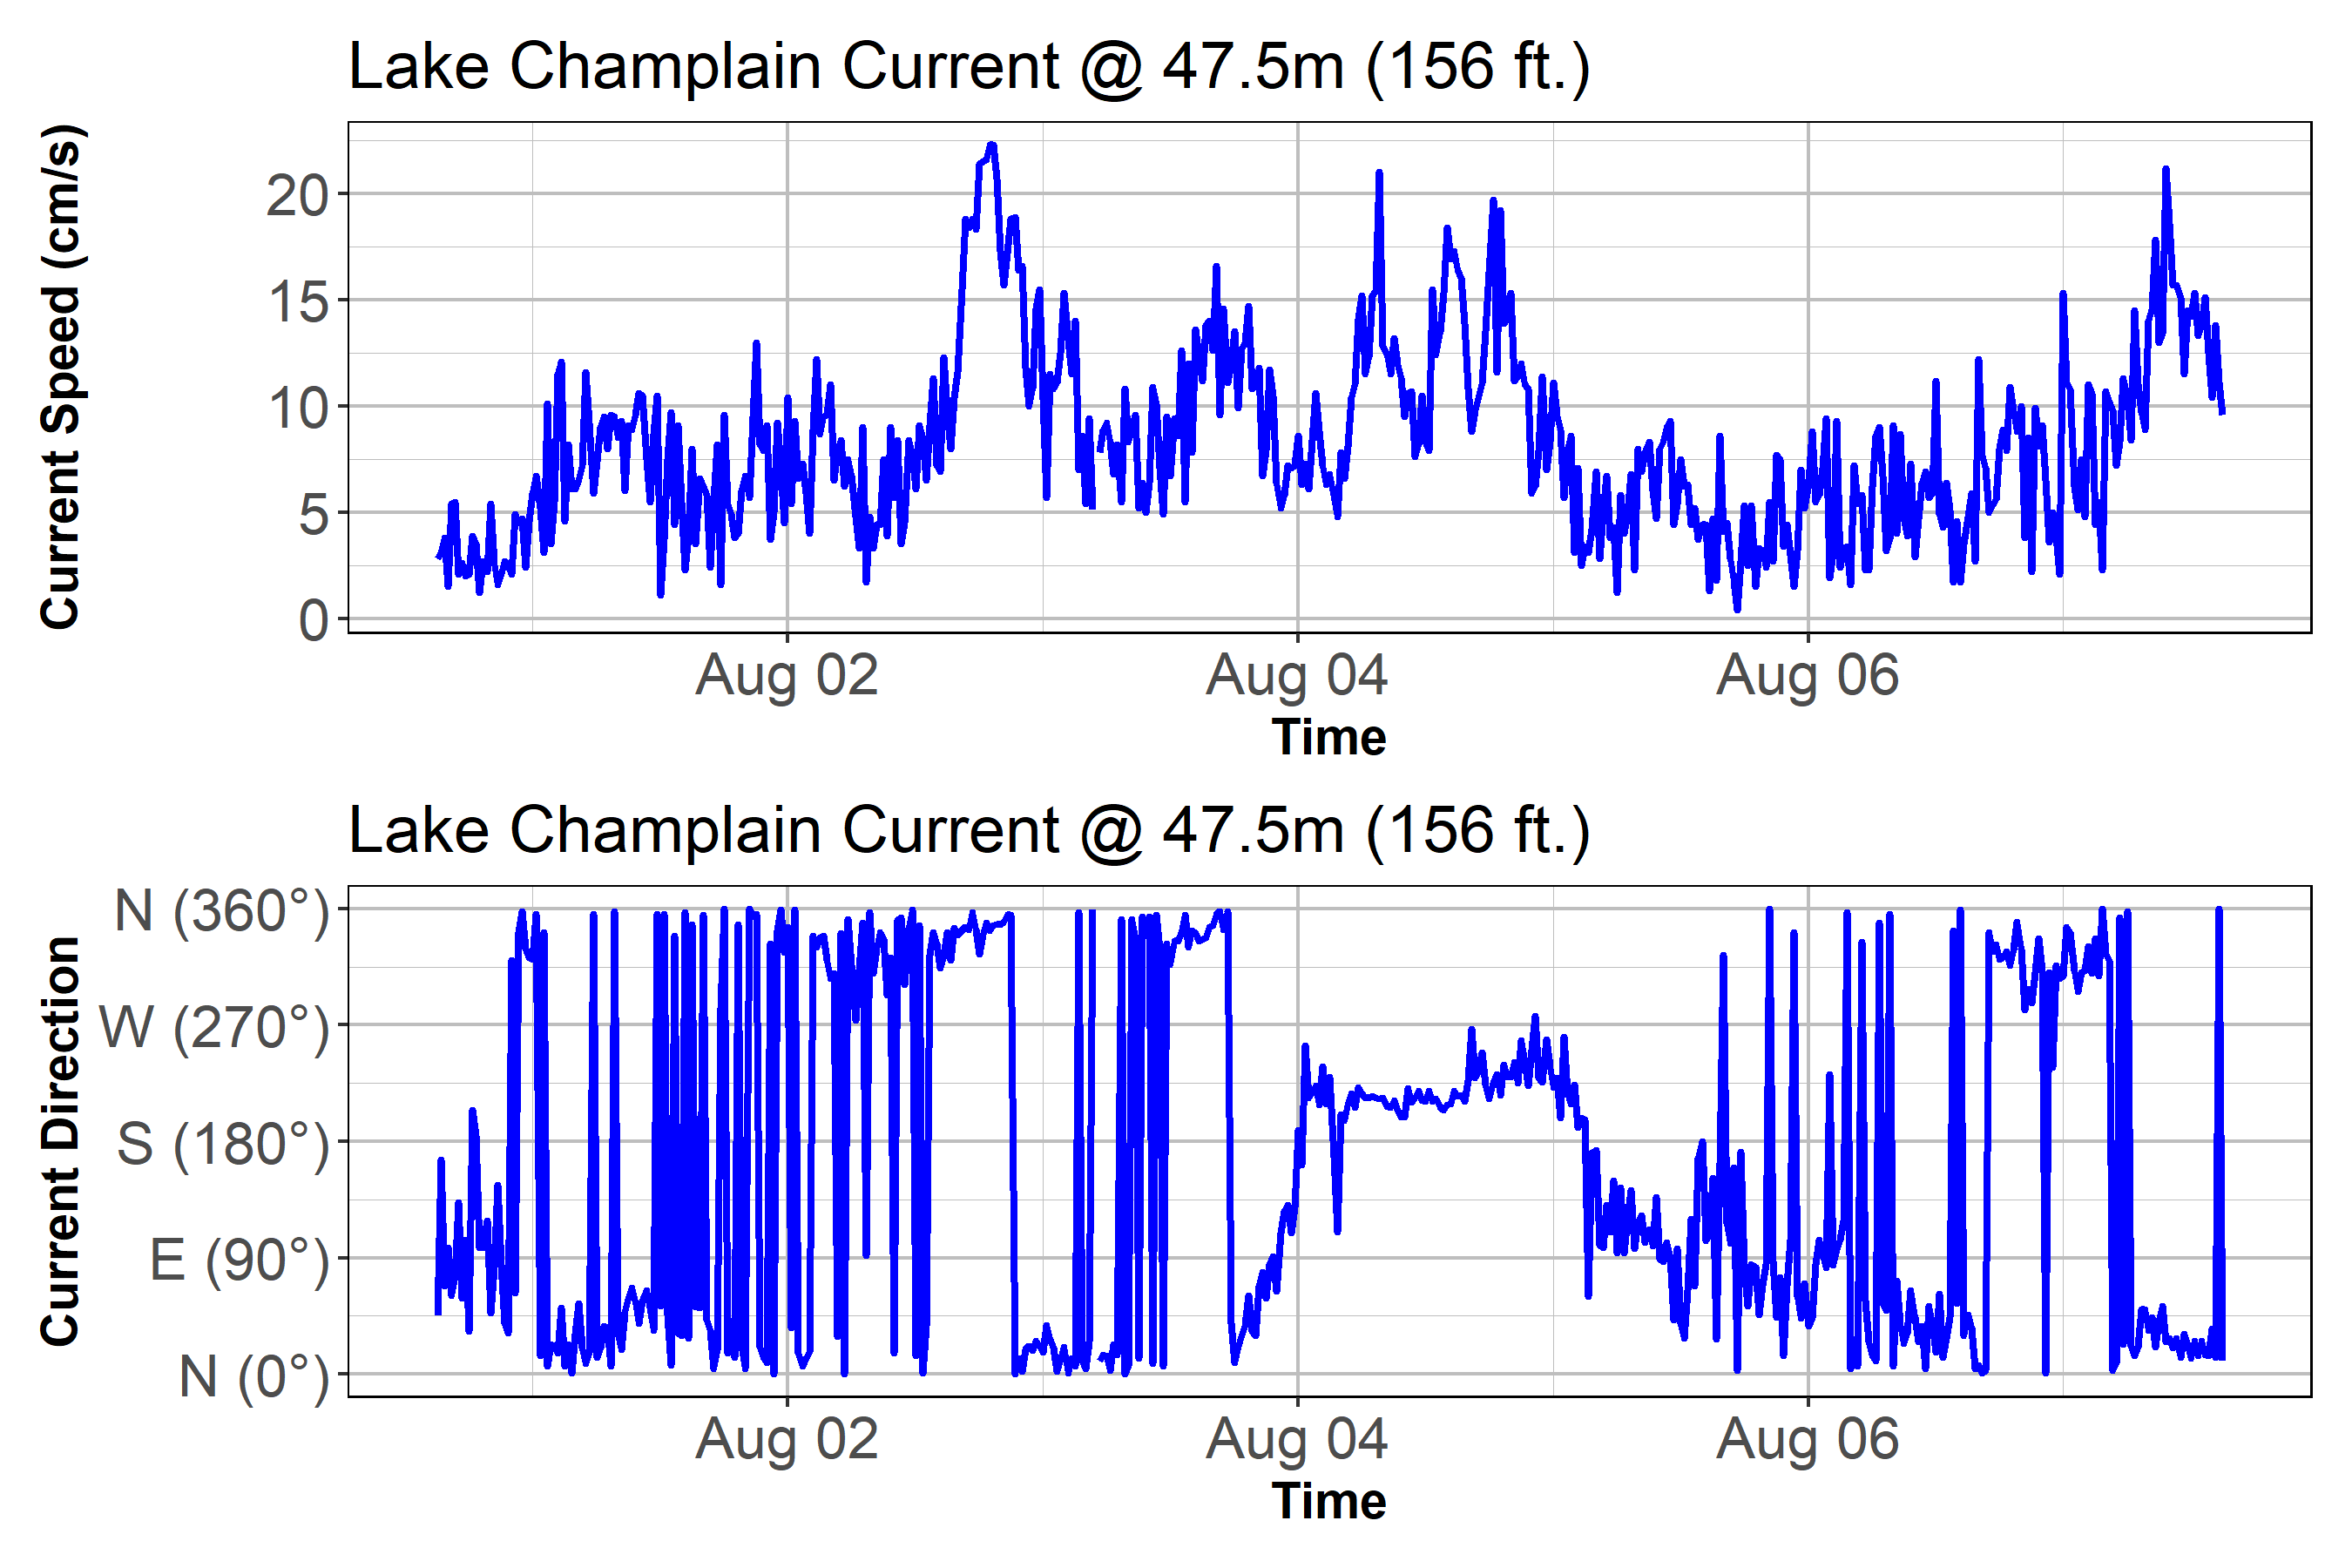 Lake Champlain Current @ 47.5m (156 ft.)
Current Speed (cm/s)
20
15
10
5
0
Aug 02 Aug 04 Aug 06
Time
Lake Champlain Current @ 47.5m (156 ft.)
Current Direction
N (360°)
W (270°)
S (180°)
E (90°)
N (0°)
Aug 02 Aug 04 Aug 06
Time